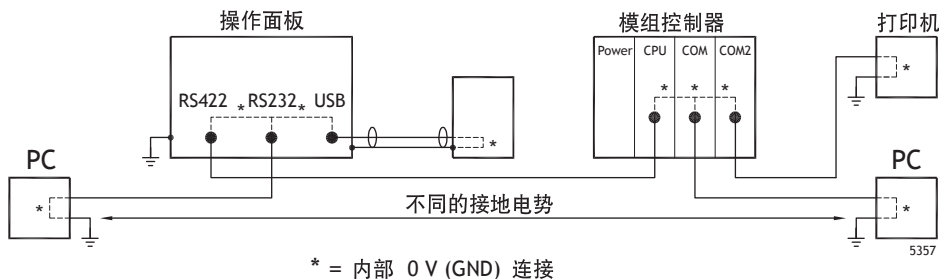 操作面板
模组控制器
打印机
Power CPU COM COM2
RS422 * RS232 * USB
* * *
*
*
PC
PC
*
*
不同的接地电势
5357
* = 内部 0 V (GND) 连接